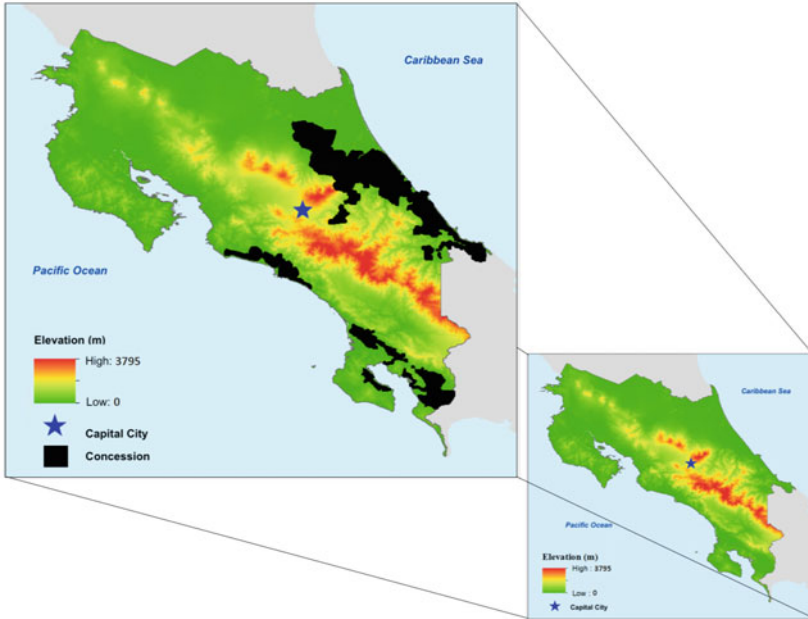 Caribbean Sea
Pacific Ocean
Elevation (m)
High: 3795
Low: 0
Capital City
Concession
Caribbean Sea
Pacific Ocean
Elevation (m)
High : 3795
Low : 0
Capital City